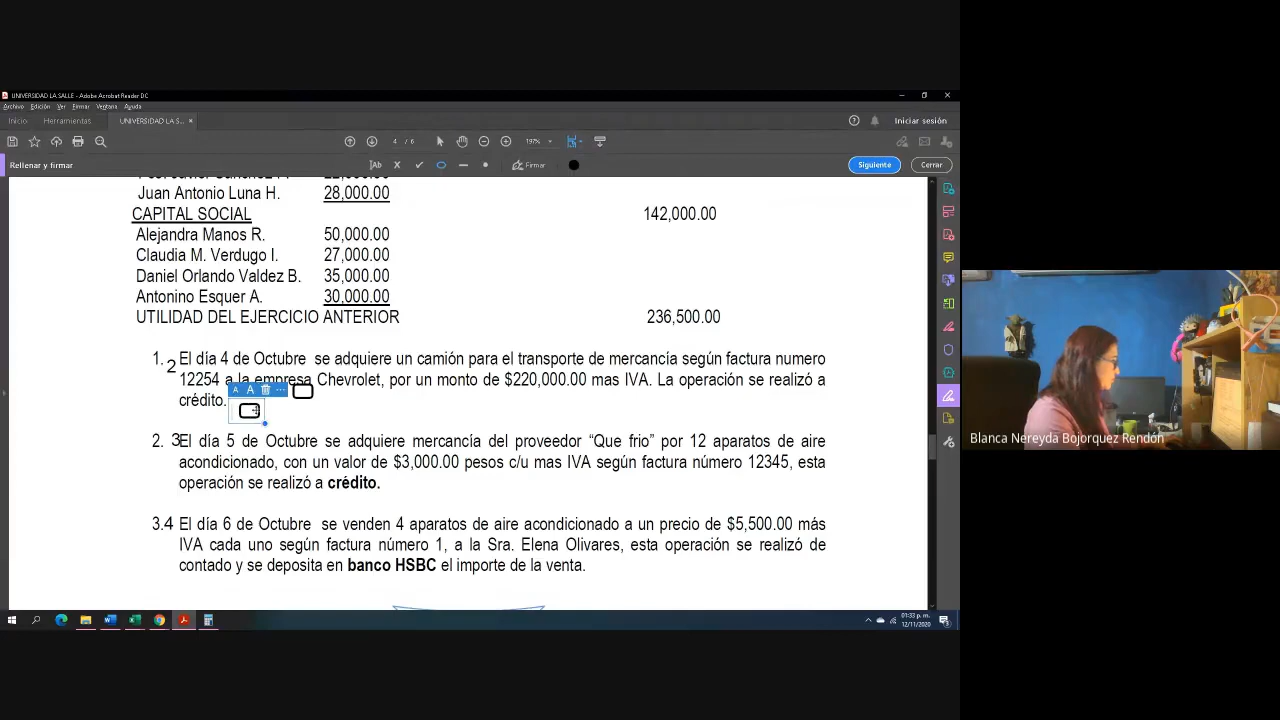 UNIVERSIDAD LA SALLE - Adobe Acrobat Reader DC
Archivo Edición Ver Firmar Ventana Ayuda
Inicio Herramientas UNIVERSIDAD LA S... × Iniciar sesión
4 / 6 197%
Rellenar y firmar Ab Firmar Siguiente Cerrar
Juan Antonio Luna H. 28,000.00
CAPITAL SOCIAL 142,000.00
Alejandra Manos R. 50,000.00
Claudia M. Verdugo I. 27,000.00
Daniel Orlando Valdez B. 35,000.00
Antonino Esquer A. 30,000.00
UTILIDAD DEL EJERCICIO ANTERIOR 236,500.00
1. 2 El día 4 de Octubre se adquiere un camión para el transporte de mercancía según factura numero
12254 a la empresa Chevrolet, por un monto de $220,000.00 mas IVA. La operación se realizó a
A A ...
crédito.
2. 3 El día 5 de Octubre se adquiere mercancía del proveedor “Que frio” por 12 aparatos de aire
acondicionado, con un valor de $3,000.00 pesos c/u mas IVA según factura número 12345, esta
operación se realizó a crédito.
3. 4 El día 6 de Octubre se venden 4 aparatos de aire acondicionado a un precio de $5,500.00 más
IVA cada uno según factura número 1, a la Sra. Elena Olivares, esta operación se realizó de
contado y se deposita en banco HSBC el importe de la venta.
01:33 p. m.
12/11/2020
Blanca Nereyda Bojorquez Rendón